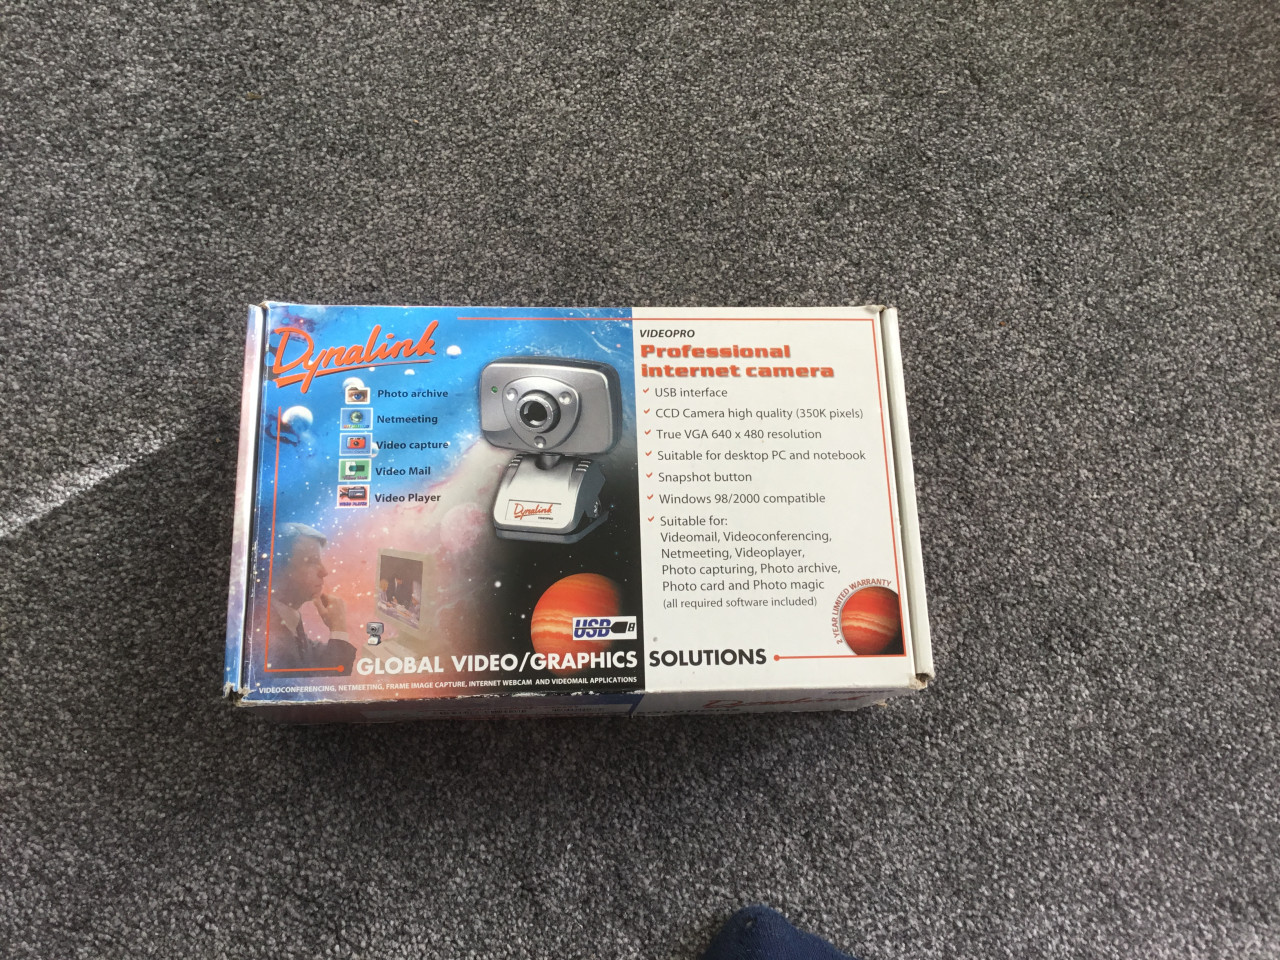 Dynalink
Photo archive
Netmeeting
Video capture
Video Mail
Video Player
Dynalink
VIDEOPRO
USB
VIDEOPRO
Professional
internet camera
USB interface
CCD Camera high quality (350K pixels)
True VGA 640 x 480 resolution
Suitable for desktop PC and notebook
Snapshot button
Windows 98/2000 compatible
Suitable for:
Videomail, Videoconferencing,
Netmeeting, Videoplayer,
Photo capturing, Photo archive,
Photo card and Photo magic
(all required software included)
2 YEAR LIMITED WARRANTY
GLOBAL VIDEO/GRAPHICS SOLUTIONS
VIDEOCONFERENCING, NETMEETING, FRAME IMAGE CAPTURE, INTERNET WEBCAM AND VIDEOMAIL APPLICATIONS